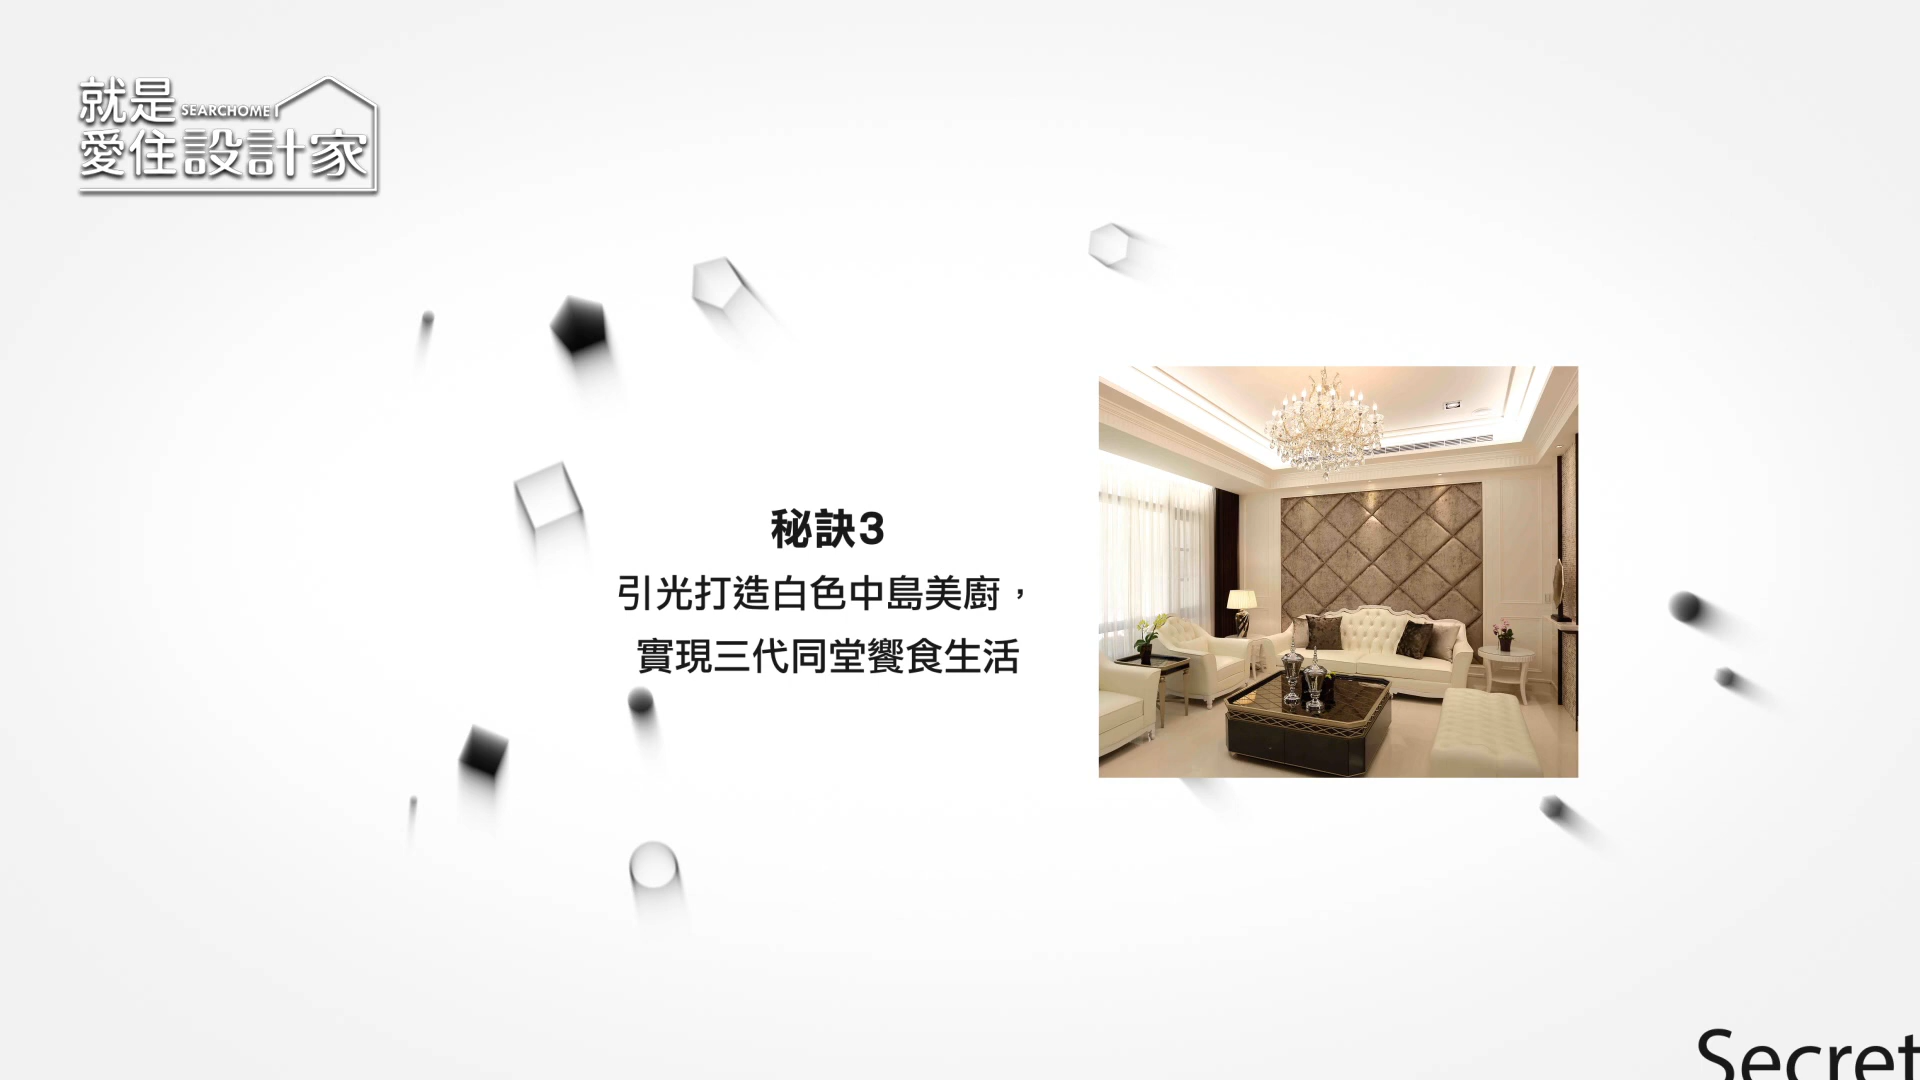 就是
SEARCHOME
愛住設計家
秘訣3
引光打造白色中島美廚，
實現三代同堂饗食生活
Secret